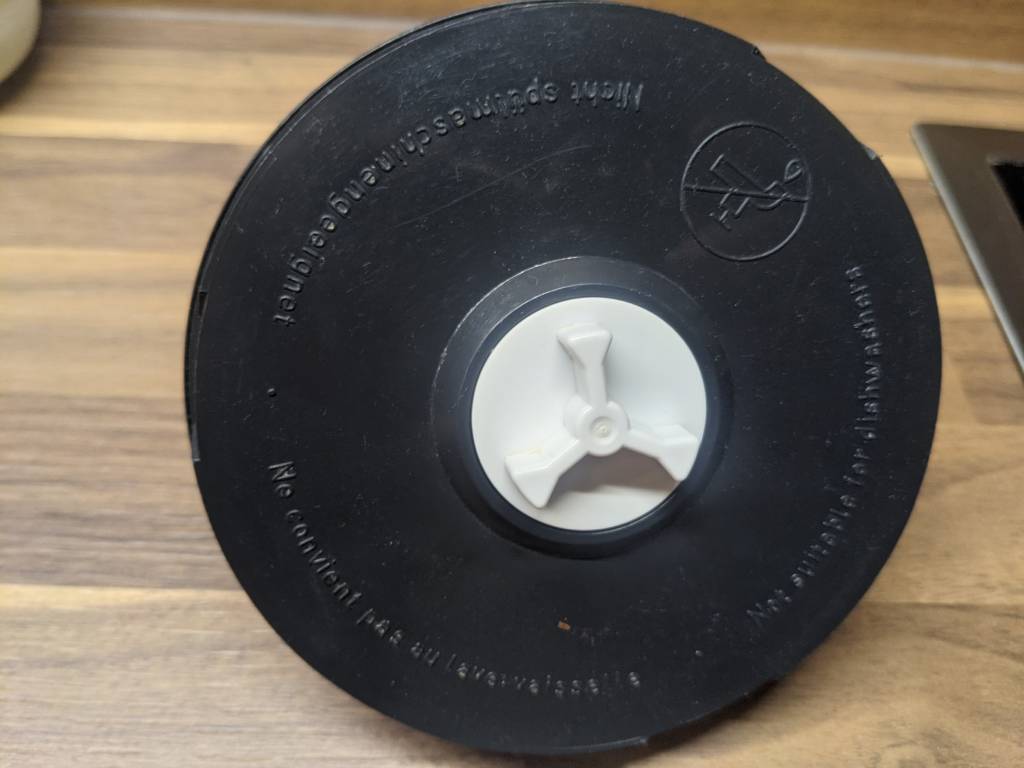 Nicht spülmaschinengeeignet
Not suitable for dishwashers
Ne convient pas au lave-vaisselle